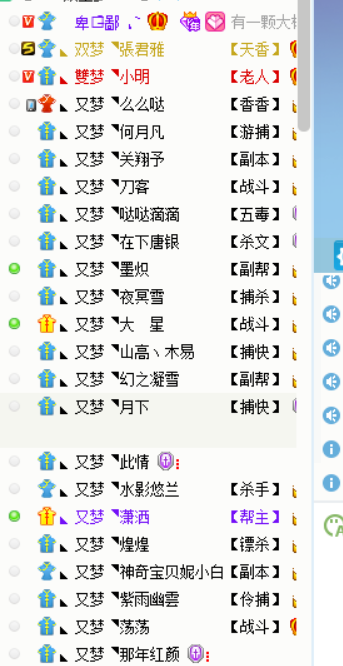 V 卑口鄙 .· 年 有一颗大
S 双梦◥張君雅 【天香】
V 雙梦◥小明 【老人】
◣ 又梦◥么么哒 【香香】
◣ 又梦◥何月凡 【游捕】
◣ 又梦◥关翔予 【副本】
◣ 又梦◥刀客 【战斗】
◣ 又梦◥哒哒滴滴 【五毒】
◣ 又梦◥在下唐银 【杀文】
◣ 又梦◥墨炽 【副帮】
◣ 又梦◥夜冥雪 【捕杀】
◣ 又梦◥大 星 【战斗】
◣ 又梦◥山高丶木易 【捕快】
◣ 又梦◥幻之凝雪 【副帮】
◣ 又梦◥月下 【捕快】
◣ 又梦◥此情
◣ 又梦◥水影悠兰 【杀手】
◣ 又梦◥潇洒 【帮主】
◣ 又梦◥煌煌 【镖杀】
◣ 又梦◥神奇宝贝妮小白【副本】
◣ 又梦◥紫雨幽雲 【伶捕】
◣ 又梦◥荡荡 【战斗】
◣ 又梦◥那年红颜